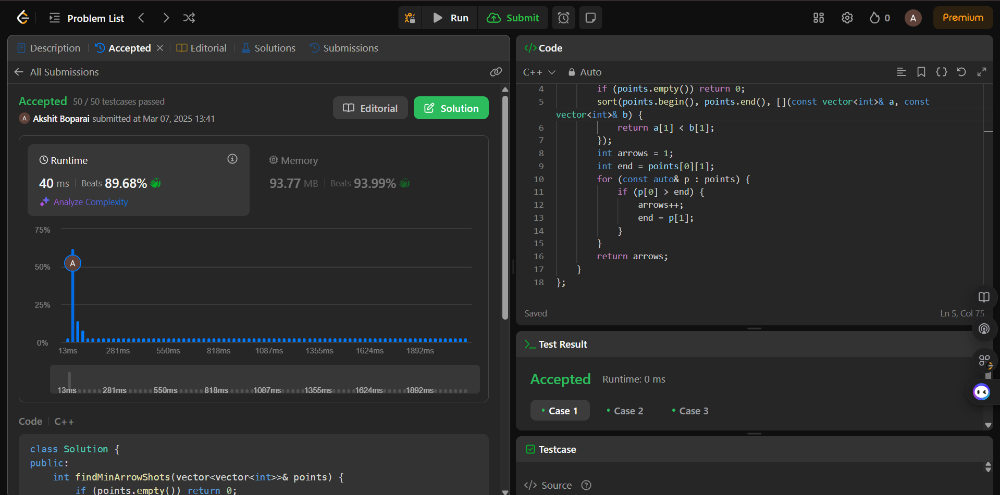 Problem List
Run
Submit
0
A
Premium
Description
Accepted
Editorial
Solutions
Submissions
All Submissions
Accepted 50 / 50 testcases passed
A Akshit Boparai submitted at Mar 07, 2025 13:41
Editorial
Solution
Runtime
40 ms Beats 89.68%
Analyze Complexity
Memory
93.77 MB Beats 93.99%
75%
50%
25%
0%
A
13ms 281ms 550ms 818ms 1087ms 1355ms 1624ms 1892ms
13ms 281ms 550ms 818ms 1087ms 1355ms 1624ms 1892ms
Code C++
class Solution {
public:
    int findMinArrowShots(vector<vector<int>>& points) {
        if (points.empty()) return 0;
</> Code
C++ Auto
4 if (points.empty()) return 0;
5 sort(points.begin(), points.end(), [](const vector<int>& a, const
vector<int>& b) {
6 return a[1] < b[1];
7 });
8 int arrows = 1;
9 int end = points[0][1];
10 for (const auto& p : points) {
11 if (p[0] > end) {
12 arrows++;
13 end = p[1];
14 }
15 }
16 return arrows;
17 }
18 };
Saved
Ln 5, Col 75
Test Result
Accepted Runtime: 0 ms
Case 1
Case 2
Case 3
Testcase
</> Source